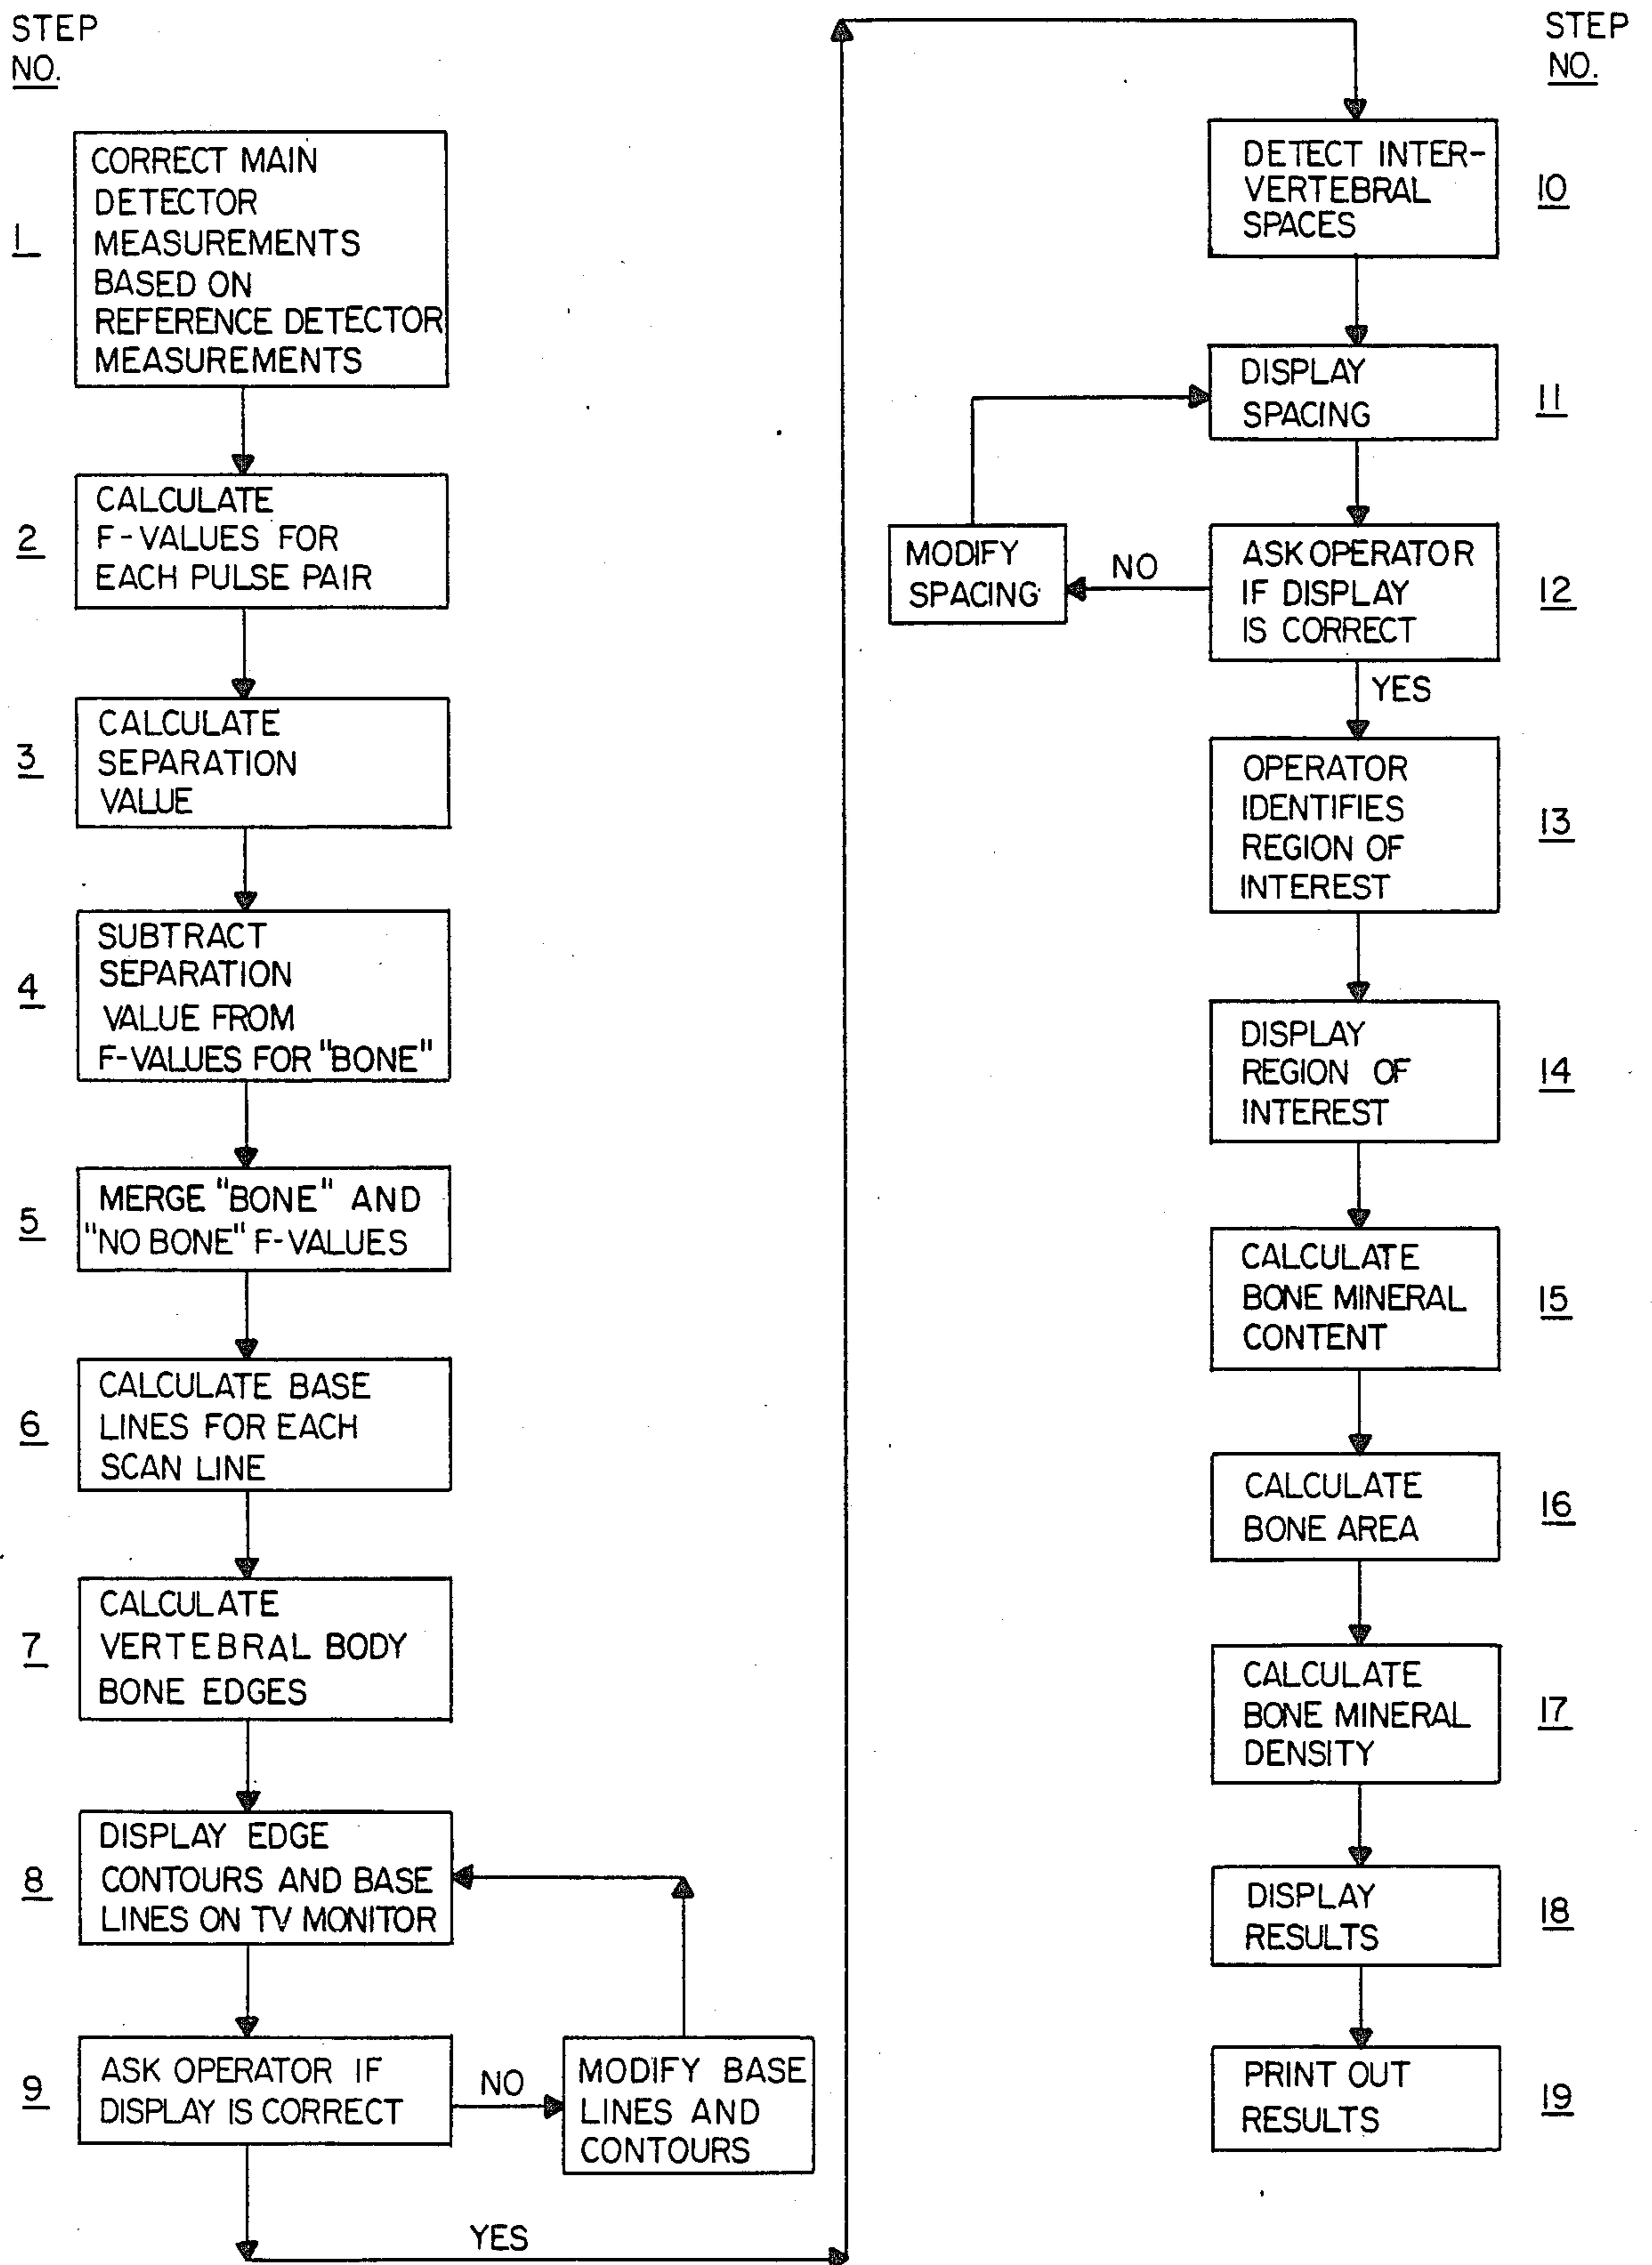 STEP
NO.
1
CORRECT MAIN
DETECTOR
MEASUREMENTS
BASED ON
REFERENCE DETECTOR
MEASUREMENTS
2
CALCULATE
F-VALUES FOR
EACH PULSE PAIR
3
CALCULATE
SEPARATION
VALUE
4
SUBTRACT
SEPARATION
VALUE FROM
F-VALUES FOR "BONE"
5
MERGE "BONE" AND
"NO BONE" F-VALUES
6
CALCULATE BASE
LINES FOR EACH
SCAN LINE
7
CALCULATE
VERTEBRAL BODY
BONE EDGES
8
DISPLAY EDGE
CONTOURS AND BASE
LINES ON TV MONITOR
9
ASK OPERATOR IF
DISPLAY IS CORRECT
NO
MODIFY BASE
LINES AND
CONTOURS
YES
STEP
NO.
DETECT INTER-
VERTEBRAL
SPACES
10
DISPLAY
SPACING
11
MODIFY
SPACING
NO
ASK OPERATOR
IF DISPLAY
IS CORRECT
12
YES
OPERATOR
IDENTIFIES
REGION OF
INTEREST
13
DISPLAY
REGION OF
INTEREST
14
CALCULATE
BONE MINERAL
CONTENT
15
CALCULATE
BONE AREA
16
CALCULATE
BONE MINERAL
DENSITY
17
DISPLAY
RESULTS
18
PRINT OUT
RESULTS
19